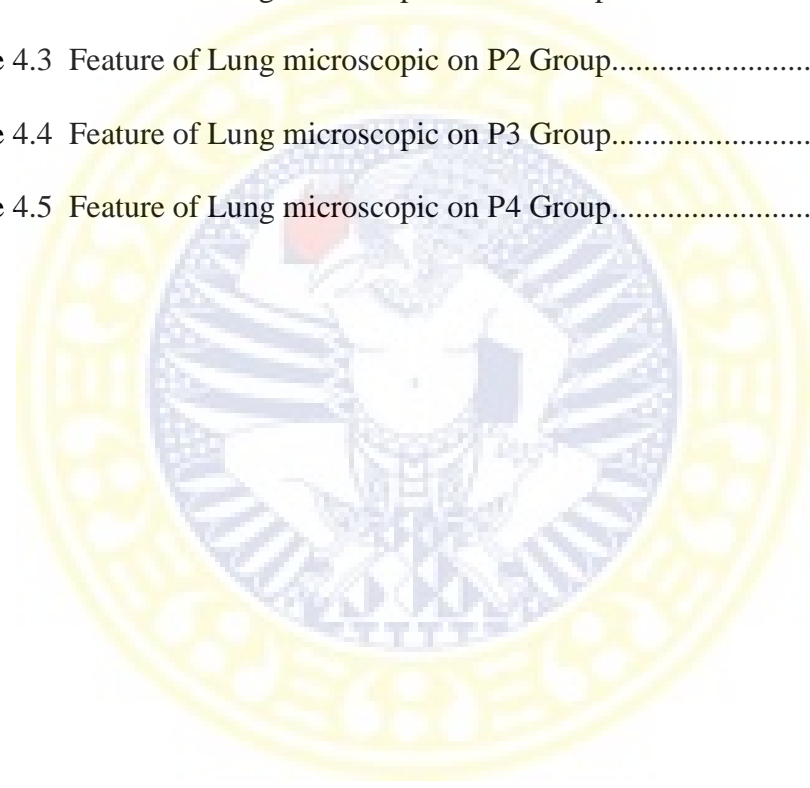 e 4.3 Feature of Lung microscopic on P2 Group........................
e 4.4 Feature of Lung microscopic on P3 Group........................
e 4.5 Feature of Lung microscopic on P4 Group........................